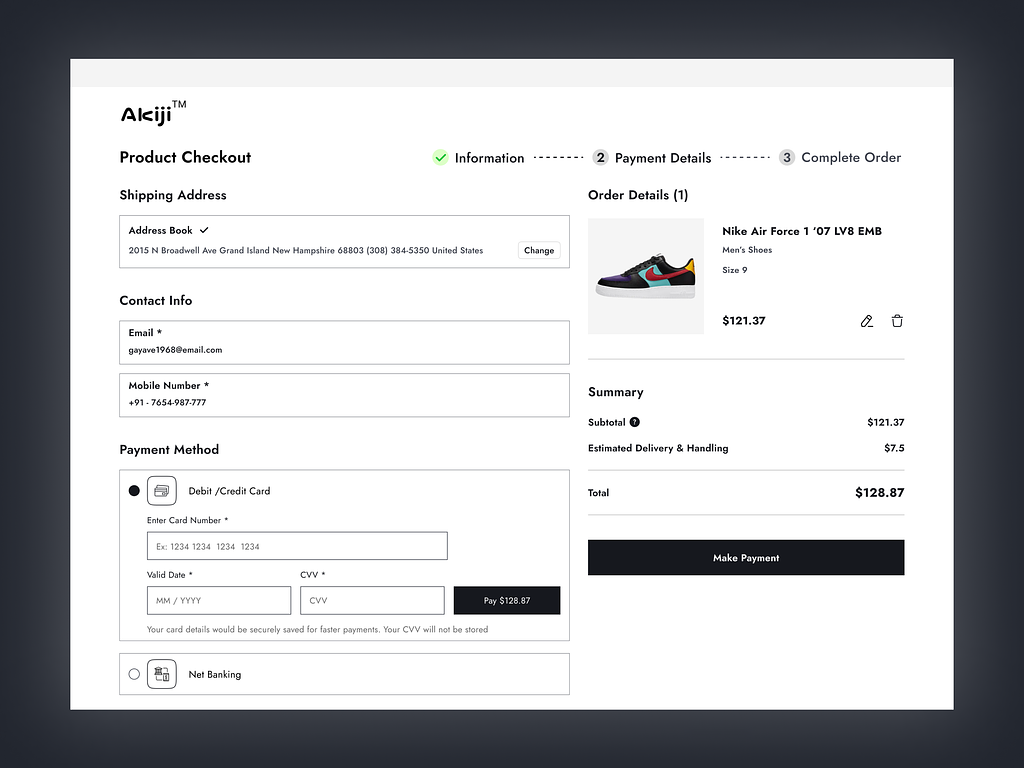 Akiji™
Product Checkout
Information
2 Payment Details
3 Complete Order
Shipping Address
Address Book
2015 N Broadwell Ave Grand Island New Hampshire 68803 (308) 384-5350 United States
Change
Contact Info
Email *
gayave1968@email.com
Mobile Number *
+91 - 7654-987-777
Payment Method
Debit /Credit Card
Enter Card Number *
Ex: 1234 1234 1234 1234
Valid Date *
CVV *
MM / YYYY
CVV
Pay $128.87
Your card details would be securely saved for faster payments. Your CVV will not be stored
Net Banking
Order Details (1)
Nike Air Force 1 ’07 LV8 EMB
Men’s Shoes
Size 9
$121.37
Summary
Subtotal ? $121.37
Estimated Delivery & Handling $7.5
Total $128.87
Make Payment